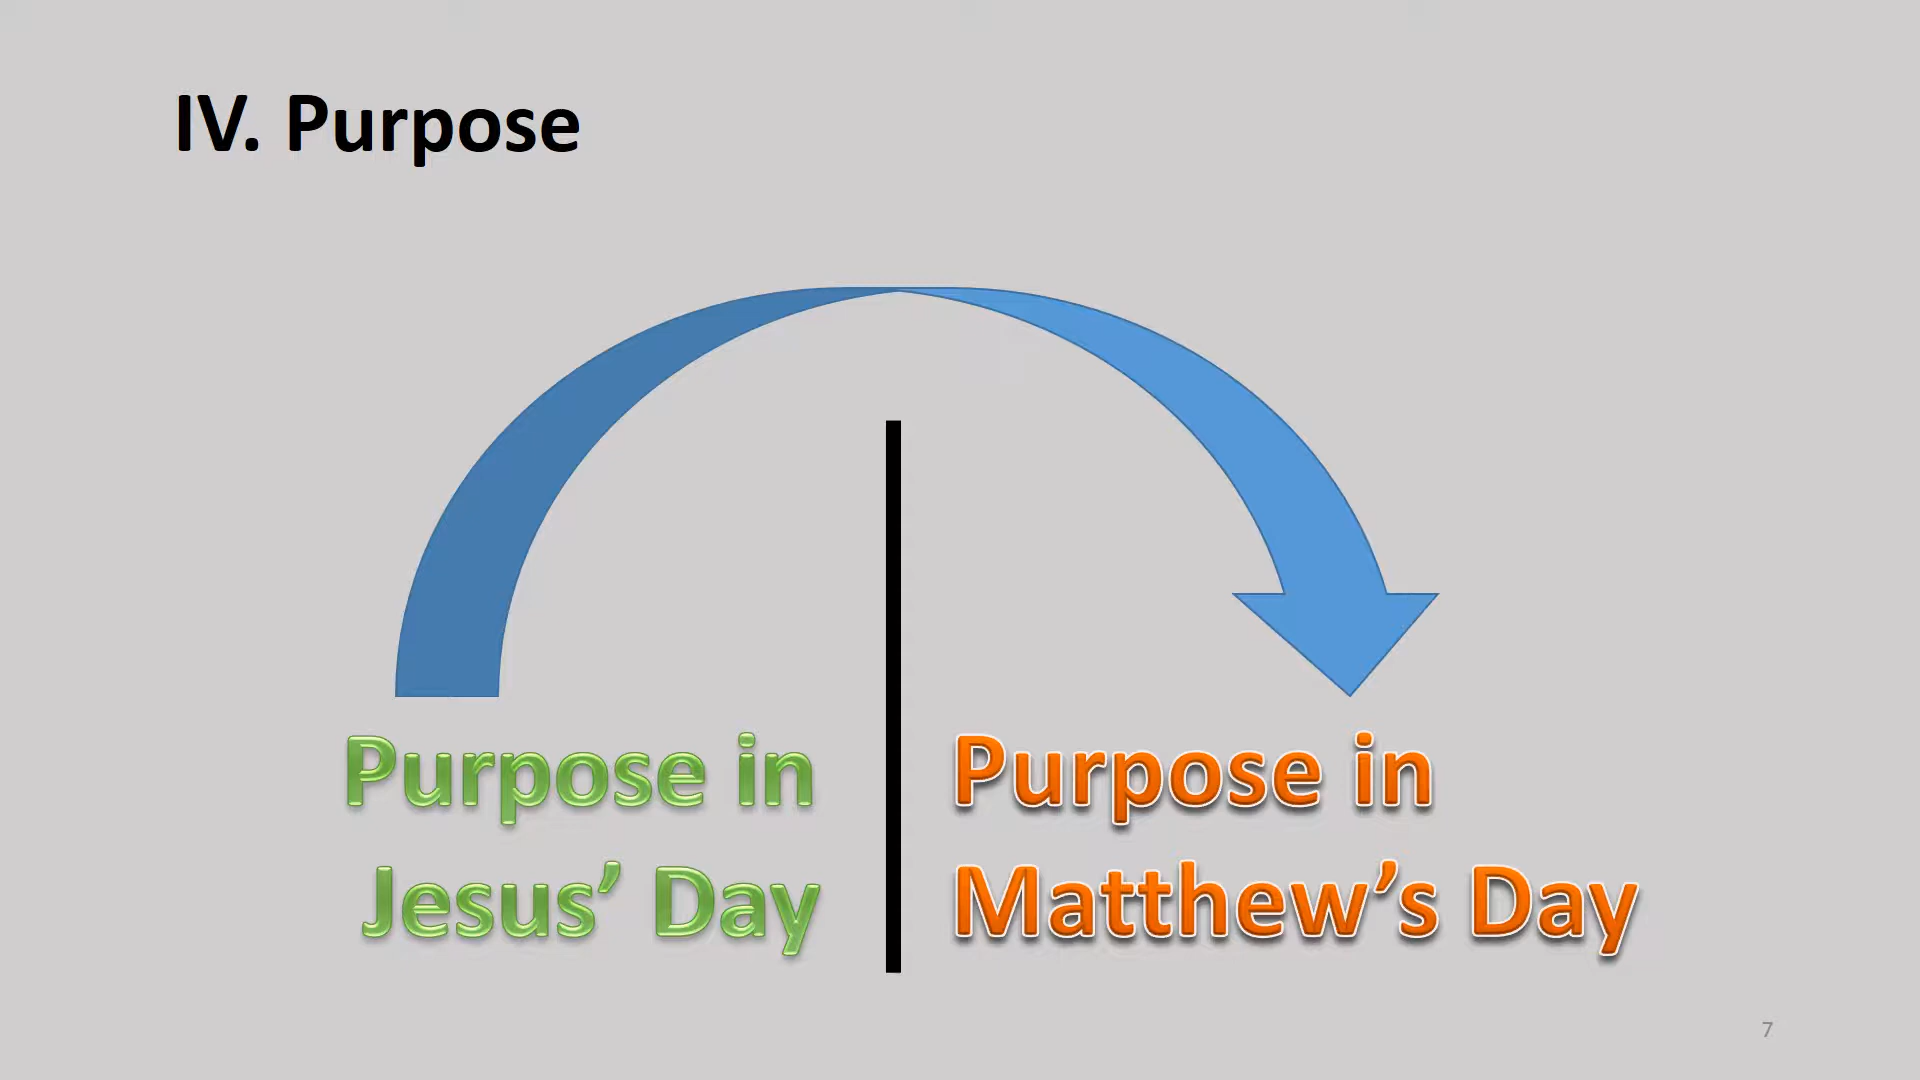 IV. Purpose
Purpose in
Jesus’ Day
Purpose in
Matthew’s Day
7